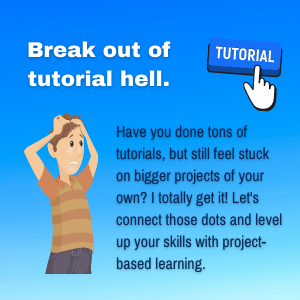 Break out of
tutorial hell.
TUTORIAL
Have you done tons of
tutorials, but still feel stuck
on bigger projects of your
own? I totally get it! Let's
connect those dots and level
up your skills with project-
based learning.